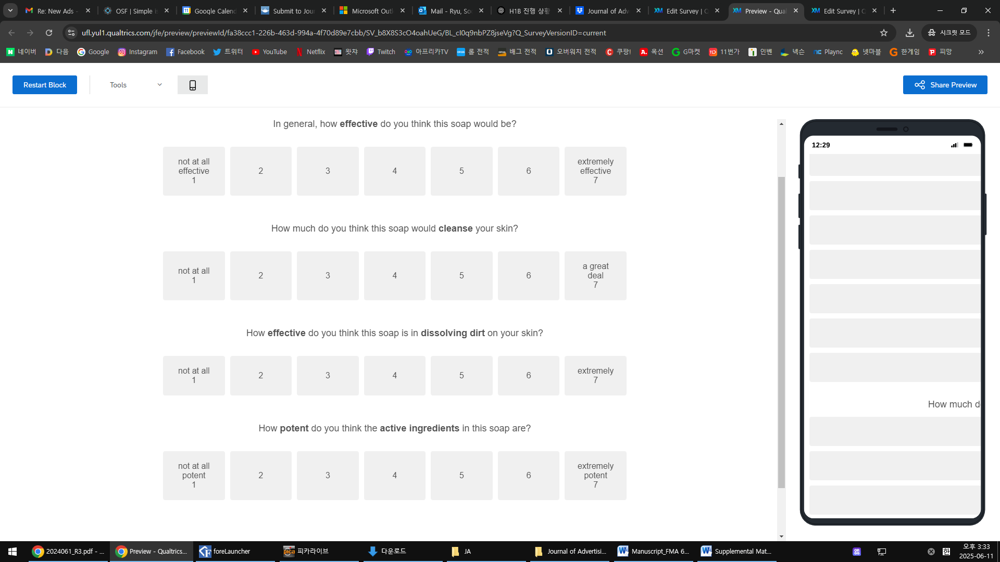 Re: New Ads -
OSF | Simple is
Google Calend
Submit to Jour
Microsoft Outl
Mail - Ryu, Soo
H1B 진행 상황
Journal of Adv
Edit Survey | Q
Preview - Qual
Edit Survey | Q
ufl.yul1.qualtrics.com/jfe/preview/previewId/fa38ccc1-226b-463d-994a-4f70d89e7cbb/SV_b8X8S3cO4oahUeG/BL_cI0q9nbPZ8jseVg?Q_SurveyVersionID=current
시크릿 모드
네이버 다음 Google Instagram Facebook 트위터 YouTube Netflix 왓챠 Twitch 아프리카TV 롤 전적 배그 전적 오버워치 전적 쿠팡! 옥션 G마켓 11번가 인벤 넥슨 Plaync 넷마블 한게임 피망
Restart Block
Tools
Share Preview
In general, how effective do you think this soap would be?
not at all
effective
1
2
3
4
5
6
extremely
effective
7
How much do you think this soap would cleanse your skin?
not at all
1
2
3
4
5
6
a great
deal
7
How effective do you think this soap is in dissolving dirt on your skin?
not at all
1
2
3
4
5
6
extremely
7
How potent do you think the active ingredients in this soap are?
not at all
potent
1
2
3
4
5
6
extremely
potent
7
12:29
How much d
2024061_R3.pdf - ...
Preview - Qualtrics...
foreLauncher
피카라이브
다운로드
JA
Journal of Advertisi...
Manuscript_FMA 6...
Supplemental Mat...
한
오후 3:33
2025-06-11